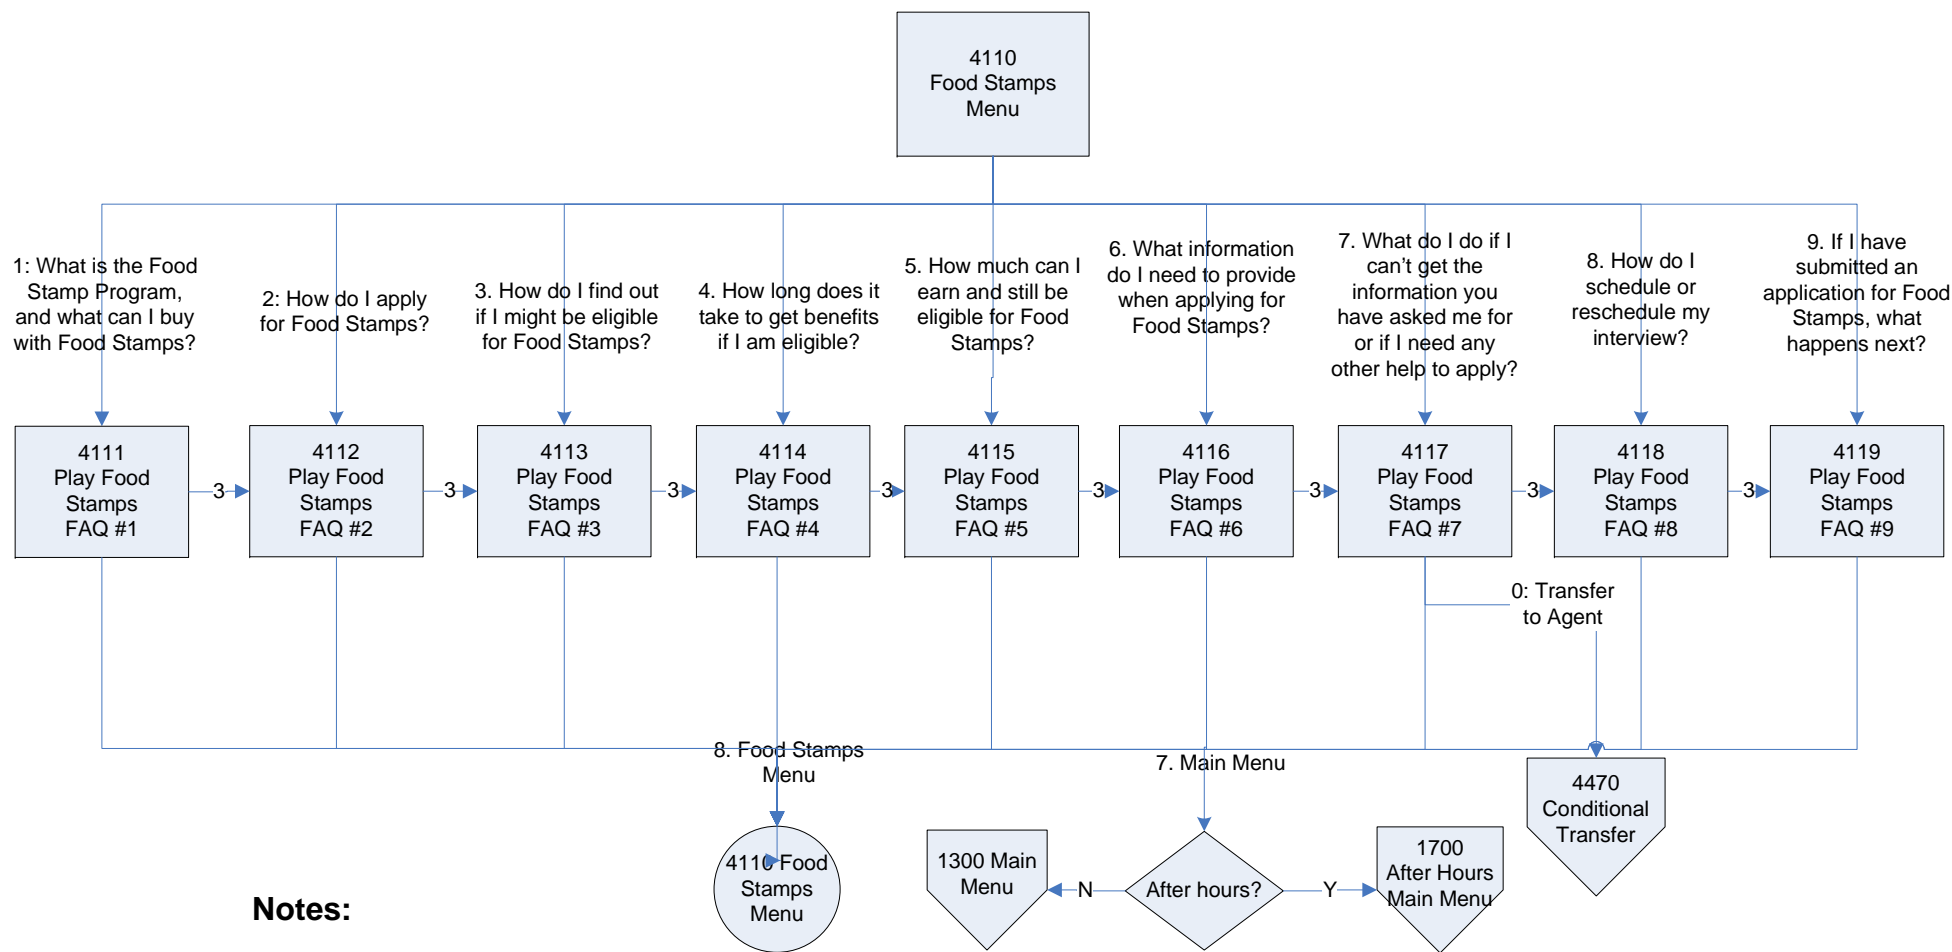 4110
Food Stamps
Menu
1: What is the Food
Stamp Program,
and what can I buy
with Food Stamps?
2: How do I apply
for Food Stamps?
3. How do I find out
if I might be eligible
for Food Stamps?
4. How long does it
take to get benefits
if I am eligible?
5. How much can I
earn and still be
eligible for Food
Stamps?
6. What information
do I need to provide
when applying for
Food Stamps?
7. What do I do if I
can’t get the
information you
have asked me for
or if I need any
other help to apply?
8. How do I
schedule or
reschedule my
interview?
9. If I have
submitted an
application for Food
Stamps, what
happens next?
4111
Play Food
Stamps
FAQ #1
3
4112
Play Food
Stamps
FAQ #2
3
4113
Play Food
Stamps
FAQ #3
3
4114
Play Food
Stamps
FAQ #4
3
4115
Play Food
Stamps
FAQ #5
3
4116
Play Food
Stamps
FAQ #6
3
4117
Play Food
Stamps
FAQ #7
3
4118
Play Food
Stamps
FAQ #8
3
4119
Play Food
Stamps
FAQ #9
0: Transfer
to Agent
8. Food Stamps
Menu
7. Main Menu
4470
Conditional
Transfer
4110 Food
Stamps
Menu
1300 Main
Menu
N
After hours?
Y
1700
After Hours
Main Menu
Notes: